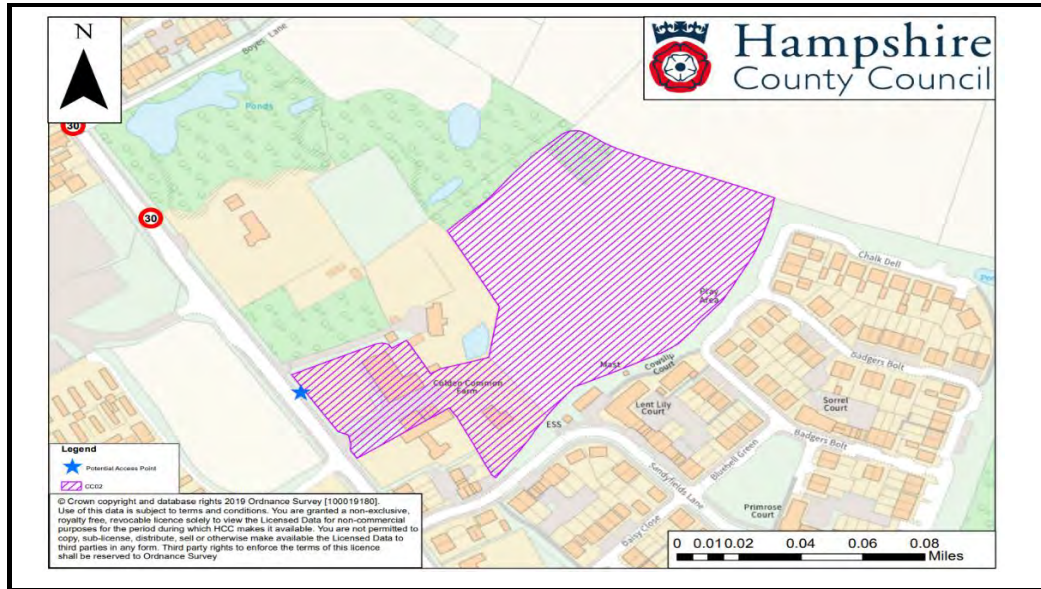 N
Hampshire
County Council
Boyes Lane
Ponds
30
30
Chalk Dell
Play
Area
Badgers Bolt
Mast
Cowslip
Court
Colden Common
Farm
Lent Lily
Court
Sorrel
Court
ESS
Badgers Bolt
Bluebell Green
Sandyfields Lane
Primrose
Court
Daisy Close
Legend
Potential Access Point
CC02
© Crown copyright and database rights 2019 Ordnance Survey [100019180].
Use of this data is subject to terms and conditions. You are granted a non-exclusive,
royalty free, revocable licence solely to view the Licensed Data for non-commercial
purposes for the period during which HCC makes it available. You are not permitted to
copy, sub-license, distribute, sell or otherwise make available the Licensed Data to
third parties in any form. Third party rights to enforce the terms of this licence
shall be reserved to Ordnance Survey
0 0.010.02 0.04 0.06 0.08
Miles